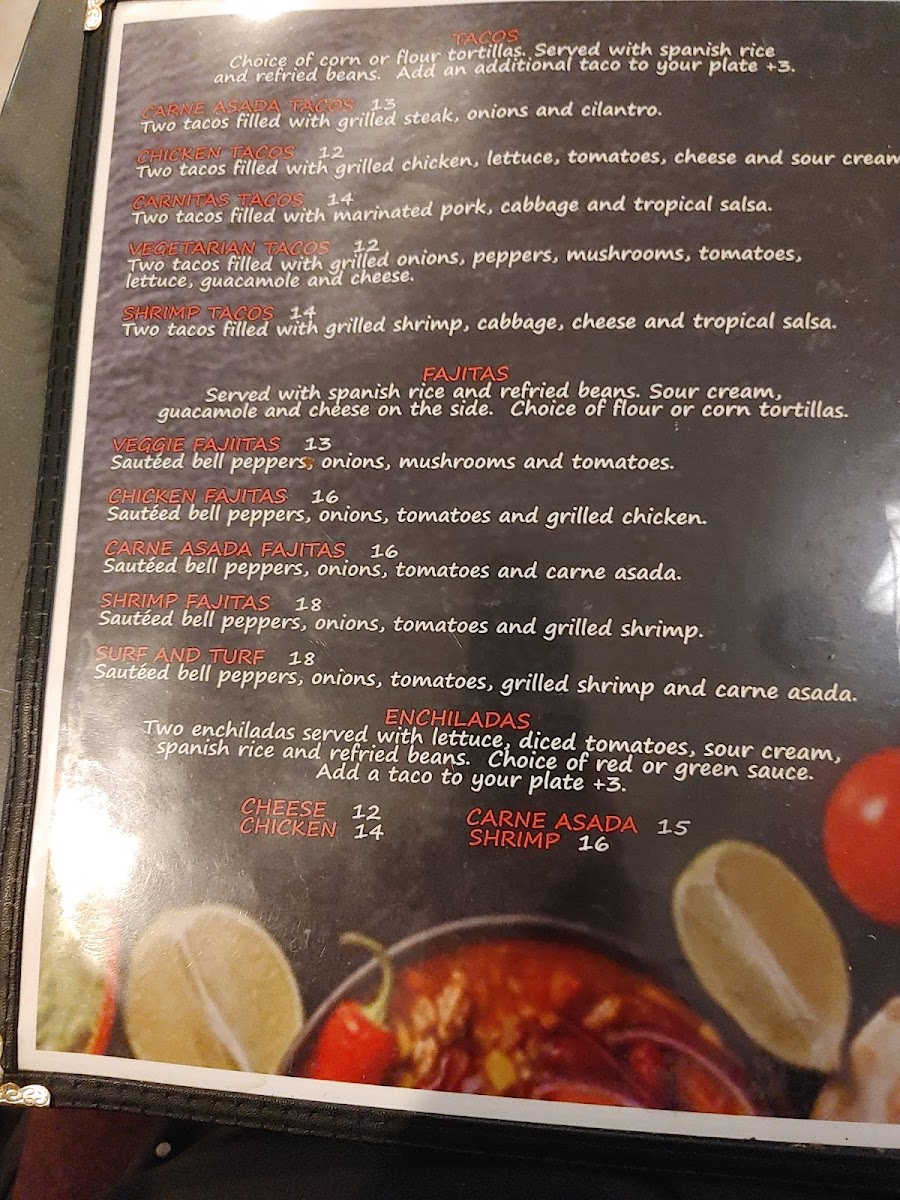 TACOS
Choice of corn or flour tortillas. Served with spanish rice
and refried beans. Add an additional taco to your plate +3.
CARNE ASADA TACOS 13
Two tacos filled with grilled steak, onions and cilantro.
CHICKEN TACOS 12
Two tacos filled with grilled chicken, lettuce, tomatoes, cheese and sour cream
CARNITAS TACOS 14
Two tacos filled with marinated pork, cabbage and tropical salsa.
VEGETARIAN TACOS 12
Two tacos filled with grilled onions, peppers, mushrooms, tomatoes,
lettuce, guacamole and cheese.
SHRIMP TACOS 14
Two tacos filled with grilled shrimp, cabbage, cheese and tropical salsa.
FAJITAS
Served with spanish rice and refried beans. Sour cream,
guacamole and cheese on the side. Choice of flour or corn tortillas.
VEGGIE FAJIITAS 13
Sautéed bell peppers, onions, mushrooms and tomatoes.
CHICKEN FAJITAS 16
Sautéed bell peppers, onions, tomatoes and grilled chicken.
CARNE ASADA FAJITAS 16
Sautéed bell peppers, onions, tomatoes and carne asada.
SHRIMP FAJITAS 18
Sautéed bell peppers, onions, tomatoes and grilled shrimp.
SURF AND TURF 18
Sautéed bell peppers, onions, tomatoes, grilled shrimp and carne asada.
ENCHILADAS
Two enchiladas served with lettuce, diced tomatoes, sour cream,
spanish rice and refried beans. Choice of red or green sauce.
Add a taco to your plate +3.
CHEESE 12
CHICKEN 14
CARNE ASADA 15
SHRIMP 16